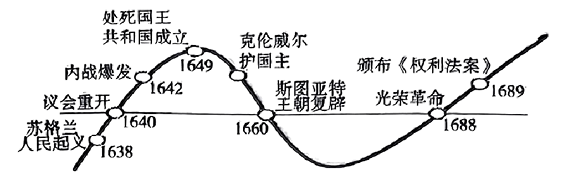 处死国王
共和国成立
1649
克伦威尔
护国主
内战爆发
1642
议会重开
1640
苏格兰
人民起义
1638
斯图亚特
王朝复辟
1660
颁布《权利法案》
1689
光荣革命
1688